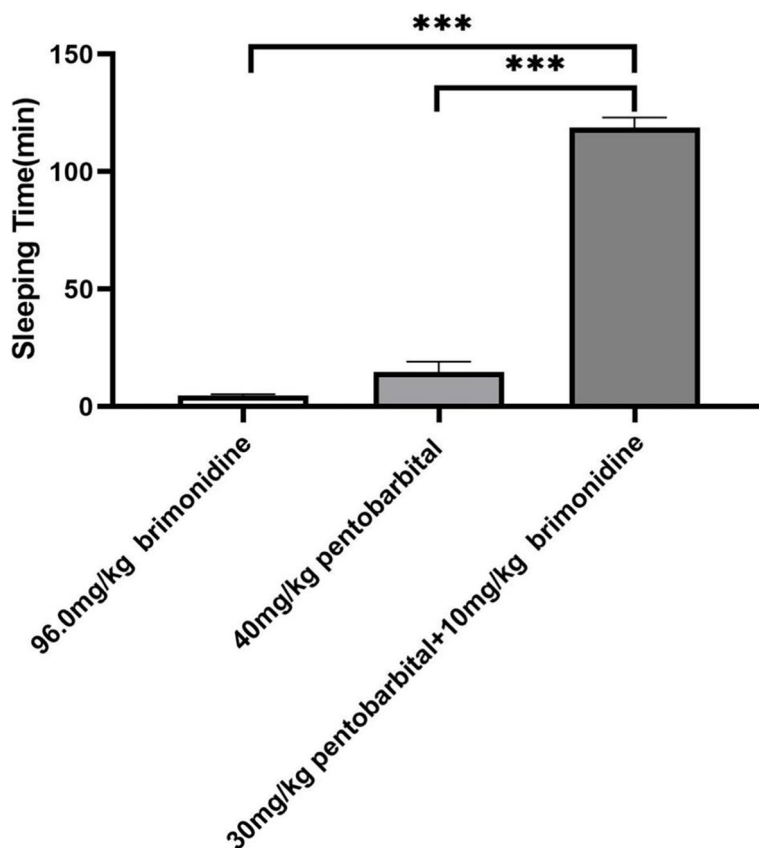 ***
***
150
100
50
0
Sleeping Time(min)
96.0mg/kg brimonidine
40mg/kg pentobarbital
30mg/kg pentobarbital+10mg/kg brimonidine